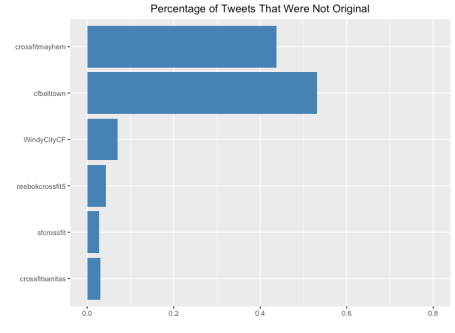 Percentage of Tweets That Were Not Original
crossfitmayhem
cfbelltown
WindyCityCF
reebokcrossfit5
sfcrossfit
crossfitsanitas
0.0 0.2 0.4 0.6 0.8